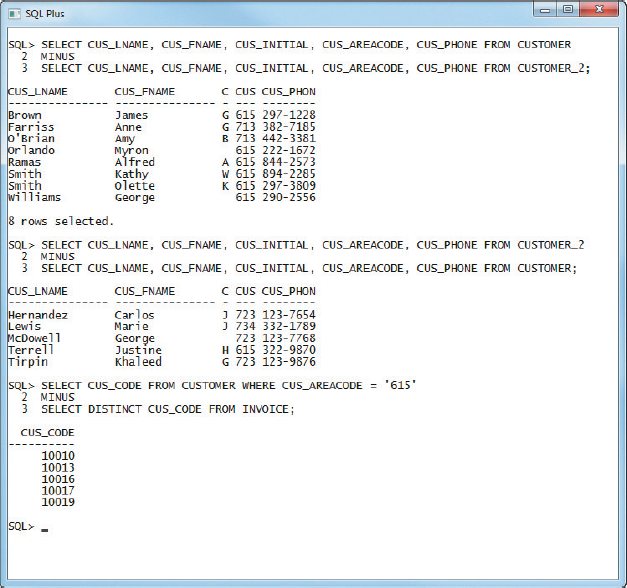 SQL Plus
SQL> SELECT CUS_LNAME, CUS_FNAME, CUS_INITIAL, CUS_AREACODE, CUS_PHONE FROM CUSTOMER
2 MINUS
3 SELECT CUS_LNAME, CUS_FNAME, CUS_INITIAL, CUS_AREACODE, CUS_PHONE FROM CUSTOMER_2;
CUS_LNAME CUS_FNAME C CUS CUS_PHON
--------------- --------------- - --- --------
Brown James G 615 297-1228
Farriss Anne G 713 382-7185
O'Brian Amy B 713 442-3381
Orlando Myron 615 222-1672
Ramas Alfred A 615 844-2573
Smith Kathy W 615 894-2285
Smith Olette K 615 297-3809
Williams George 615 290-2556
8 rows selected.
SQL> SELECT CUS_LNAME, CUS_FNAME, CUS_INITIAL, CUS_AREACODE, CUS_PHONE FROM CUSTOMER_2
2 MINUS
3 SELECT CUS_LNAME, CUS_FNAME, CUS_INITIAL, CUS_AREACODE, CUS_PHONE FROM CUSTOMER;
CUS_LNAME CUS_FNAME C CUS CUS_PHON
--------------- --------------- - --- --------
Hernandez Carlos J 723 123-7654
Lewis Marie J 734 332-1789
McDowell George 723 123-7768
Terrell Justine H 615 322-9870
Tirpin Khaleed G 723 123-9876
SQL> SELECT CUS_CODE FROM CUSTOMER WHERE CUS_AREACODE = '615'
2 MINUS
3 SELECT DISTINCT CUS_CODE FROM INVOICE;
CUS_CODE
----------
10010
10013
10016
10017
10019
SQL> _